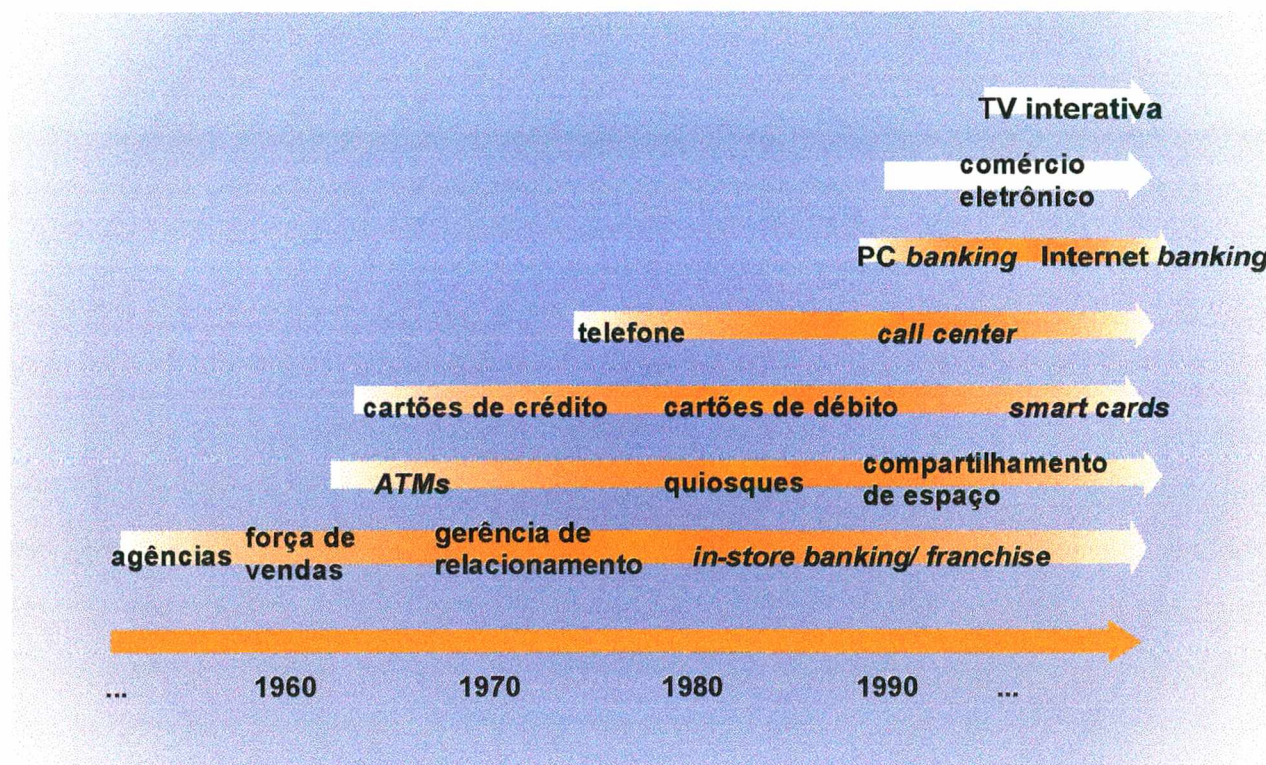 TV interativa
comércio
eletrônico
PC banking Internet banking
telefone call center
cartões de crédito cartões de débito smart cards
ATMs quiosques compartilhamento
de espaço
agências força de
vendas gerência de
relacionamento in-store banking/ franchise
... 1960 1970 1980 1990 ...